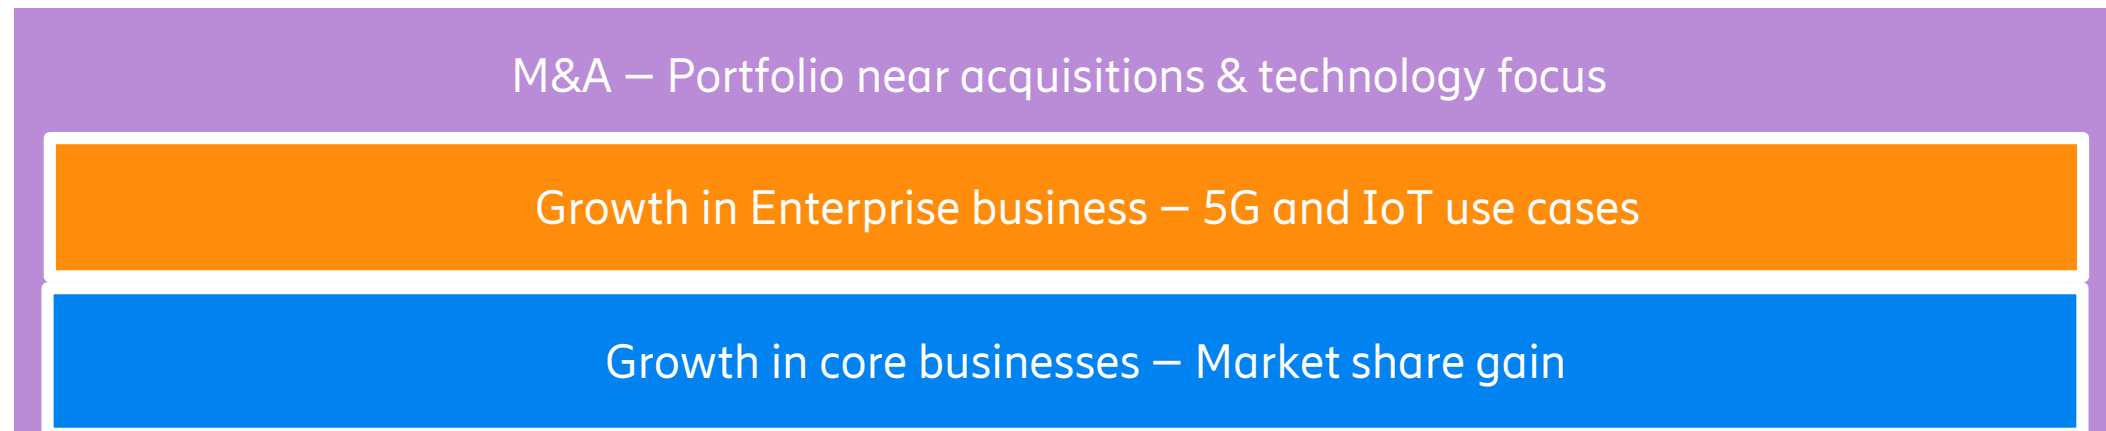 M&A – Portfolio near acquisitions & technology focus
Growth in Enterprise business – 5G and IoT use cases
Growth in core businesses – Market share gain